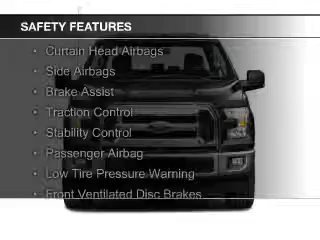 SAFETY FEATURES
• Curtain Head Airbags
• Side Airbags
• Brake Assist
• Traction Control
• Stability Control
• Passenger Airbag
• Low Tire Pressure Warning
• Front Ventilated Disc Brakes